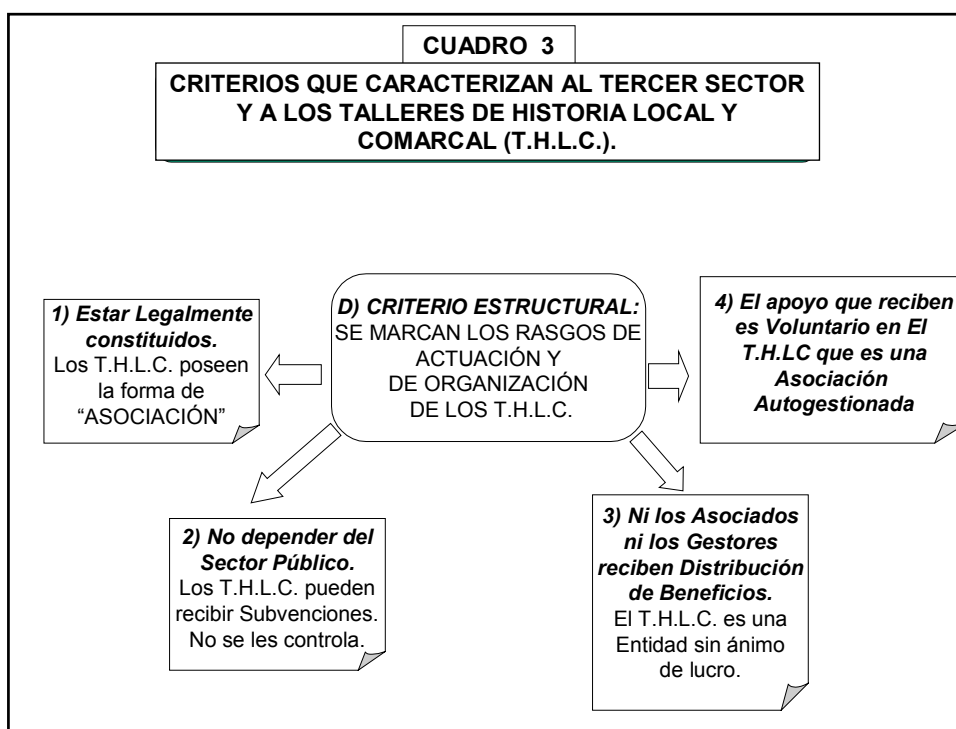 CUADRO 3
CRITERIOS QUE CARACTERIZAN AL TERCER SECTOR
Y A LOS TALLERES DE HISTORIA LOCAL Y
COMARCAL (T.H.L.C.).
D) CRITERIO ESTRUCTURAL:
SE MARCAN LOS RASGOS DE
ACTUACIÓN Y
DE ORGANIZACIÓN
DE LOS T.H.L.C.
1) Estar Legalmente
constituidos.
Los T.H.L.C. poseen
la forma de
“ASOCIACIÓN”
2) No depender del
Sector Público.
Los T.H.L.C. pueden
recibir Subvenciones.
No se les controla.
3) Ni los Asociados
ni los Gestores
reciben Distribución
de Beneficios.
El T.H.L.C. es una
Entidad sin ánimo
de lucro.
4) El apoyo que reciben
es Voluntario en El
T.H.LC que es una
Asociación
Autogestionada